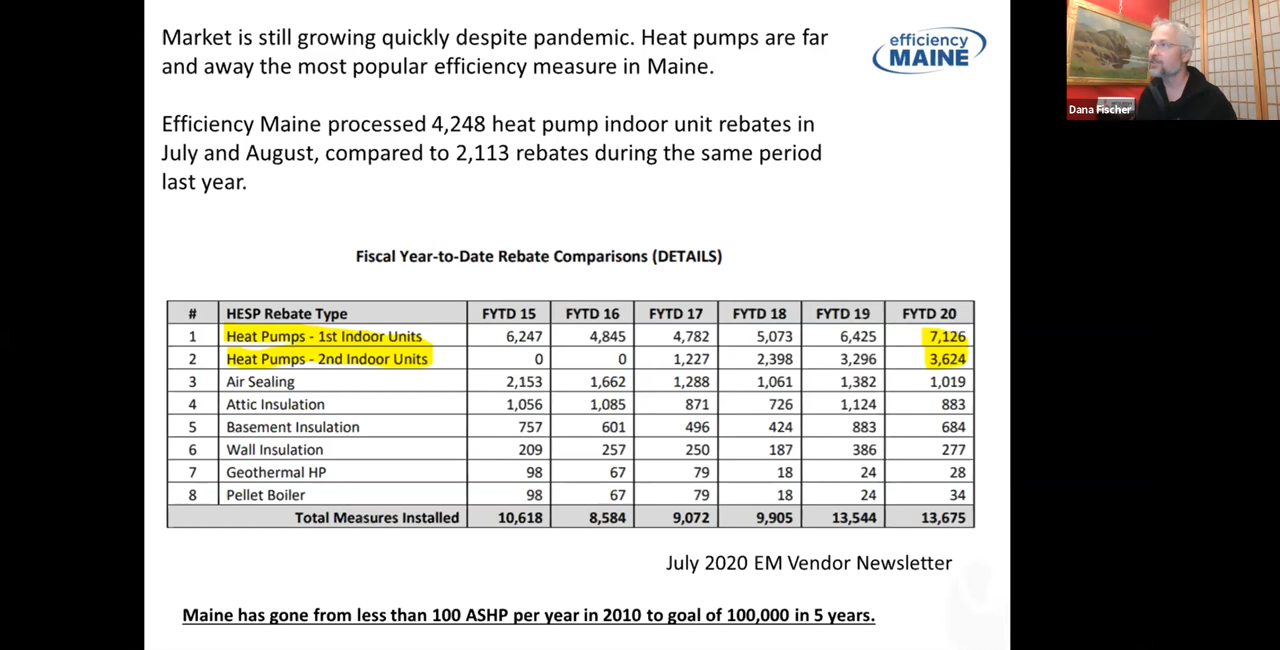 Market is still growing quickly despite pandemic. Heat pumps are far
and away the most popular efficiency measure in Maine.
efficiency
MAINE
Dana Fischer
Efficiency Maine processed 4,248 heat pump indoor unit rebates in
July and August, compared to 2,113 rebates during the same period
last year.
Fiscal Year-to-Date Rebate Comparisons (DETAILS)
# HESP Rebate Type FYTD 15 FYTD 16 FYTD 17 FYTD 18 FYTD 19 FYTD 20
1 Heat Pumps - 1st Indoor Units 6,247 4,845 4,782 5,073 6,425 7,126
2 Heat Pumps - 2nd Indoor Units 0 0 1,227 2,398 3,296 3,624
3 Air Sealing 2,153 1,662 1,288 1,061 1,382 1,019
4 Attic Insulation 1,056 1,085 871 726 1,124 883
5 Basement Insulation 757 601 496 424 883 684
6 Wall Insulation 209 257 250 187 386 277
7 Geothermal HP 98 67 79 18 24 28
8 Pellet Boiler 98 67 79 18 24 34
Total Measures Installed 10,618 8,584 9,072 9,905 13,544 13,675
July 2020 EM Vendor Newsletter
Maine has gone from less than 100 ASHP per year in 2010 to goal of 100,000 in 5 years.